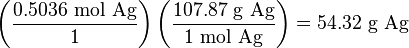 (0.5036 mol Ag / 1) (107.87 g Ag / 1 mol Ag) = 54.32 g Ag